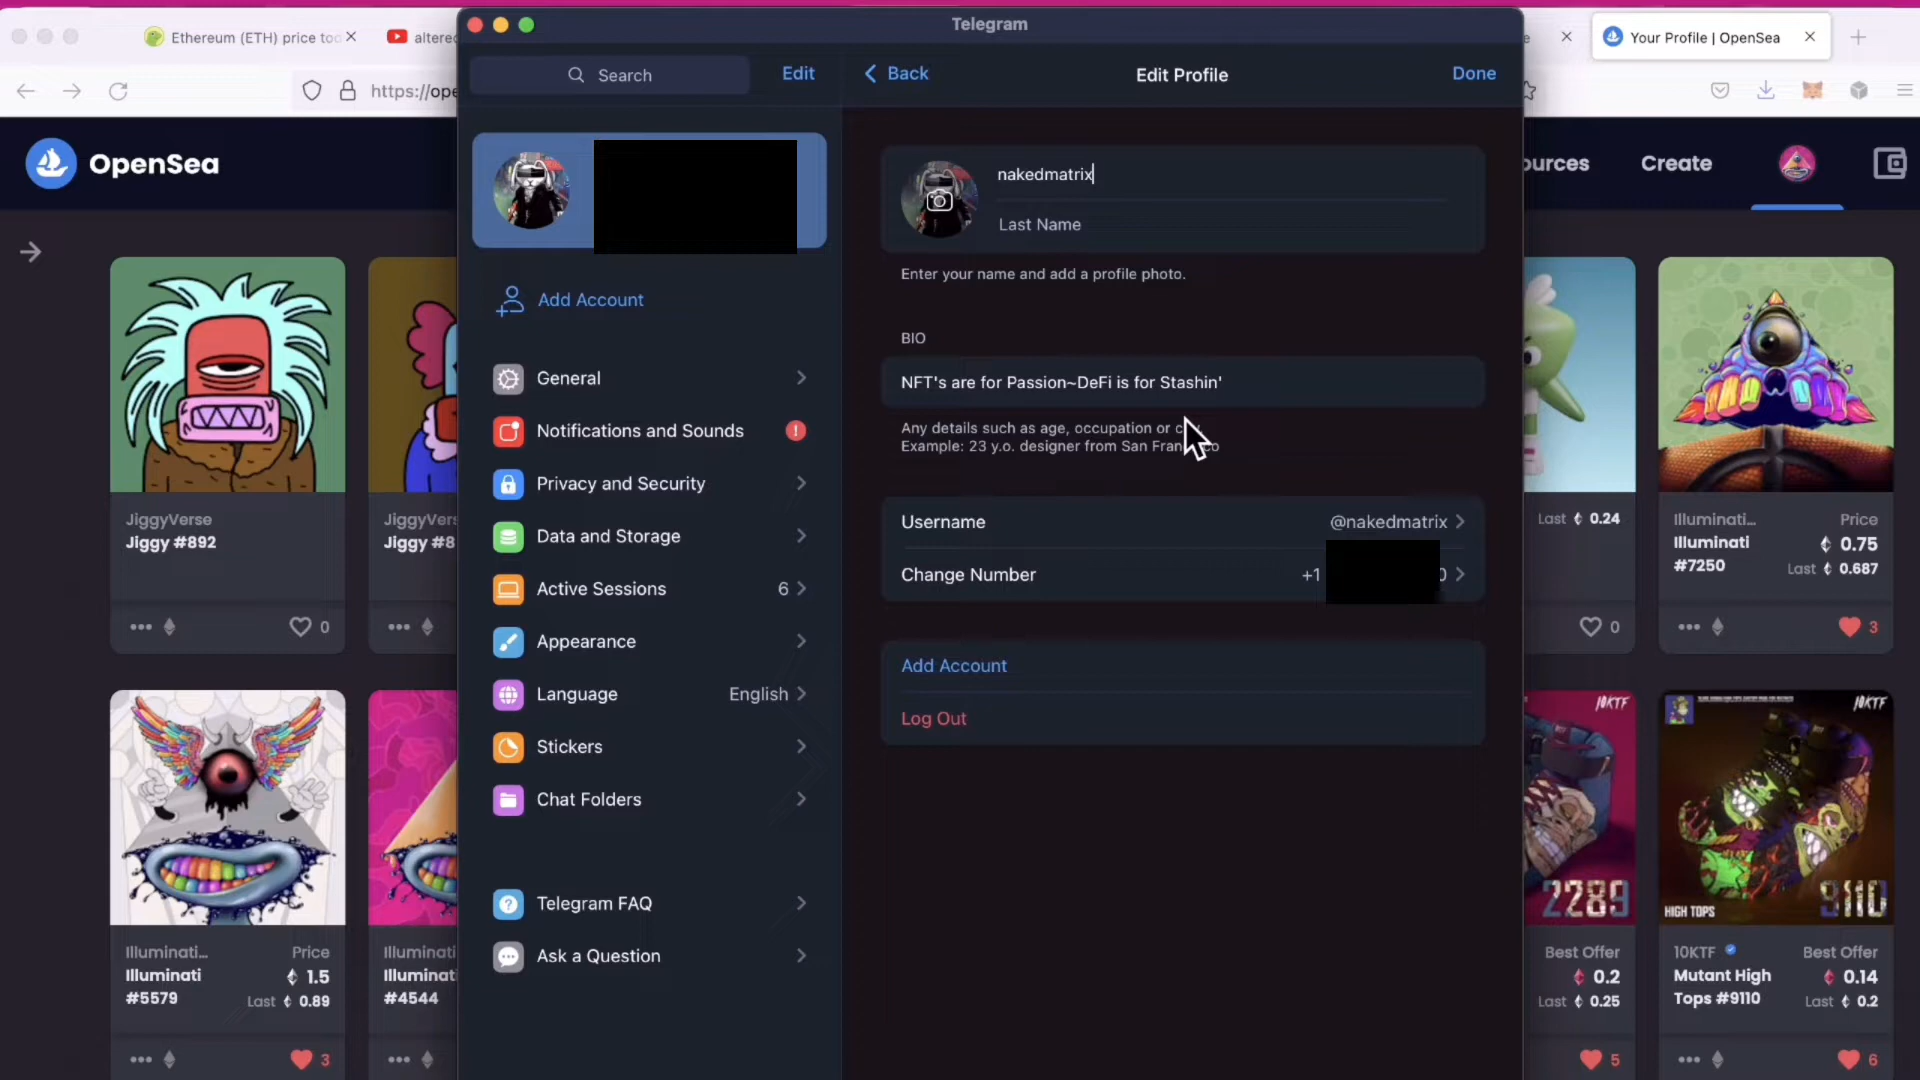 Telegram
Ethereum (ETH) price too
altered
Your Profile | OpenSea
https://ope
Search
Edit
Back
Edit Profile
Done
OpenSea
ources
Create
nakedmatrix
Last Name
Enter your name and add a profile photo.
Add Account
BIO
NFT's are for Passion~DeFi is for Stashin'
Any details such as age, occupation or
Example: 23 y.o. designer from San
General
Notifications and Sounds
Privacy and Security
Data and Storage
Active Sessions 6
Appearance
Language English
Stickers
Chat Folders
Telegram FAQ
Ask a Question
Username @nakedmatrix
Change Number +1 0
Add Account
Log Out
JiggyVerse
Jiggy #892
0
JiggyVers
Jiggy #8
Last 0.24
0
Illuminati... Price
Illuminati 0.75
#7250 Last 0.687
3
Illuminati... Price
Illuminati 1.5
#5579 Last 0.89
3
Illuminati
Illuminati
#4544
10KTF
2289
Best Offer
0.2
Last 0.25
5
10KTF
HIGH TOPS
9110
10KTF Best Offer
Mutant High 0.14
Tops #9110 Last 0.2
6